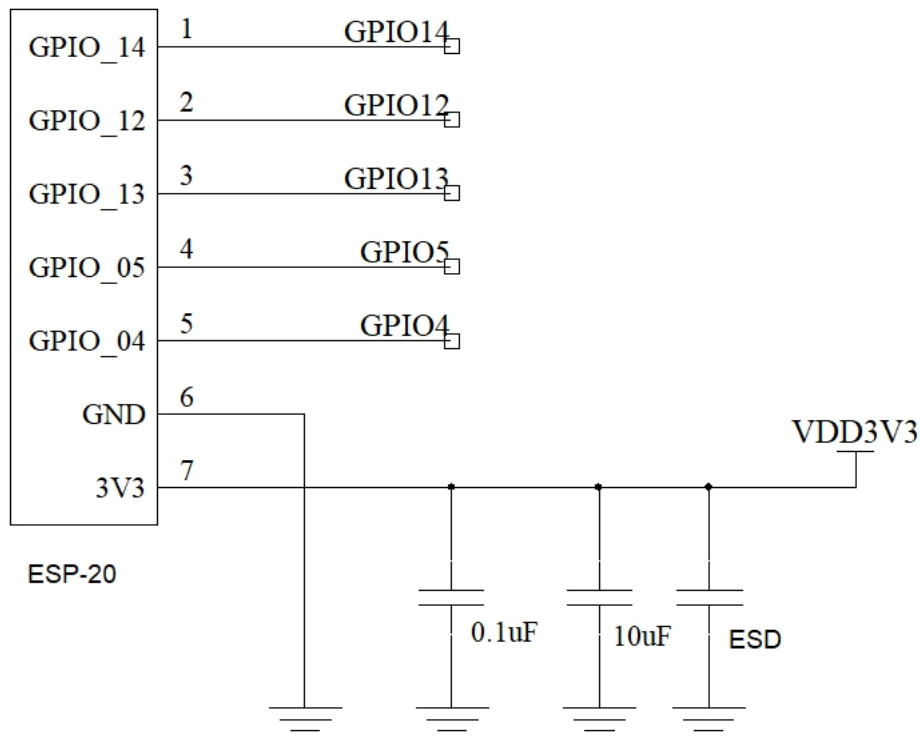 GPIO_14 1 GPIO14
GPIO_12 2 GPIO12
GPIO_13 3 GPIO13
GPIO_05 4 GPIO5
GPIO_04 5 GPIO4
GND 6
VDD3V3
3V3 7
ESP-20
0.1uF 10uF ESD